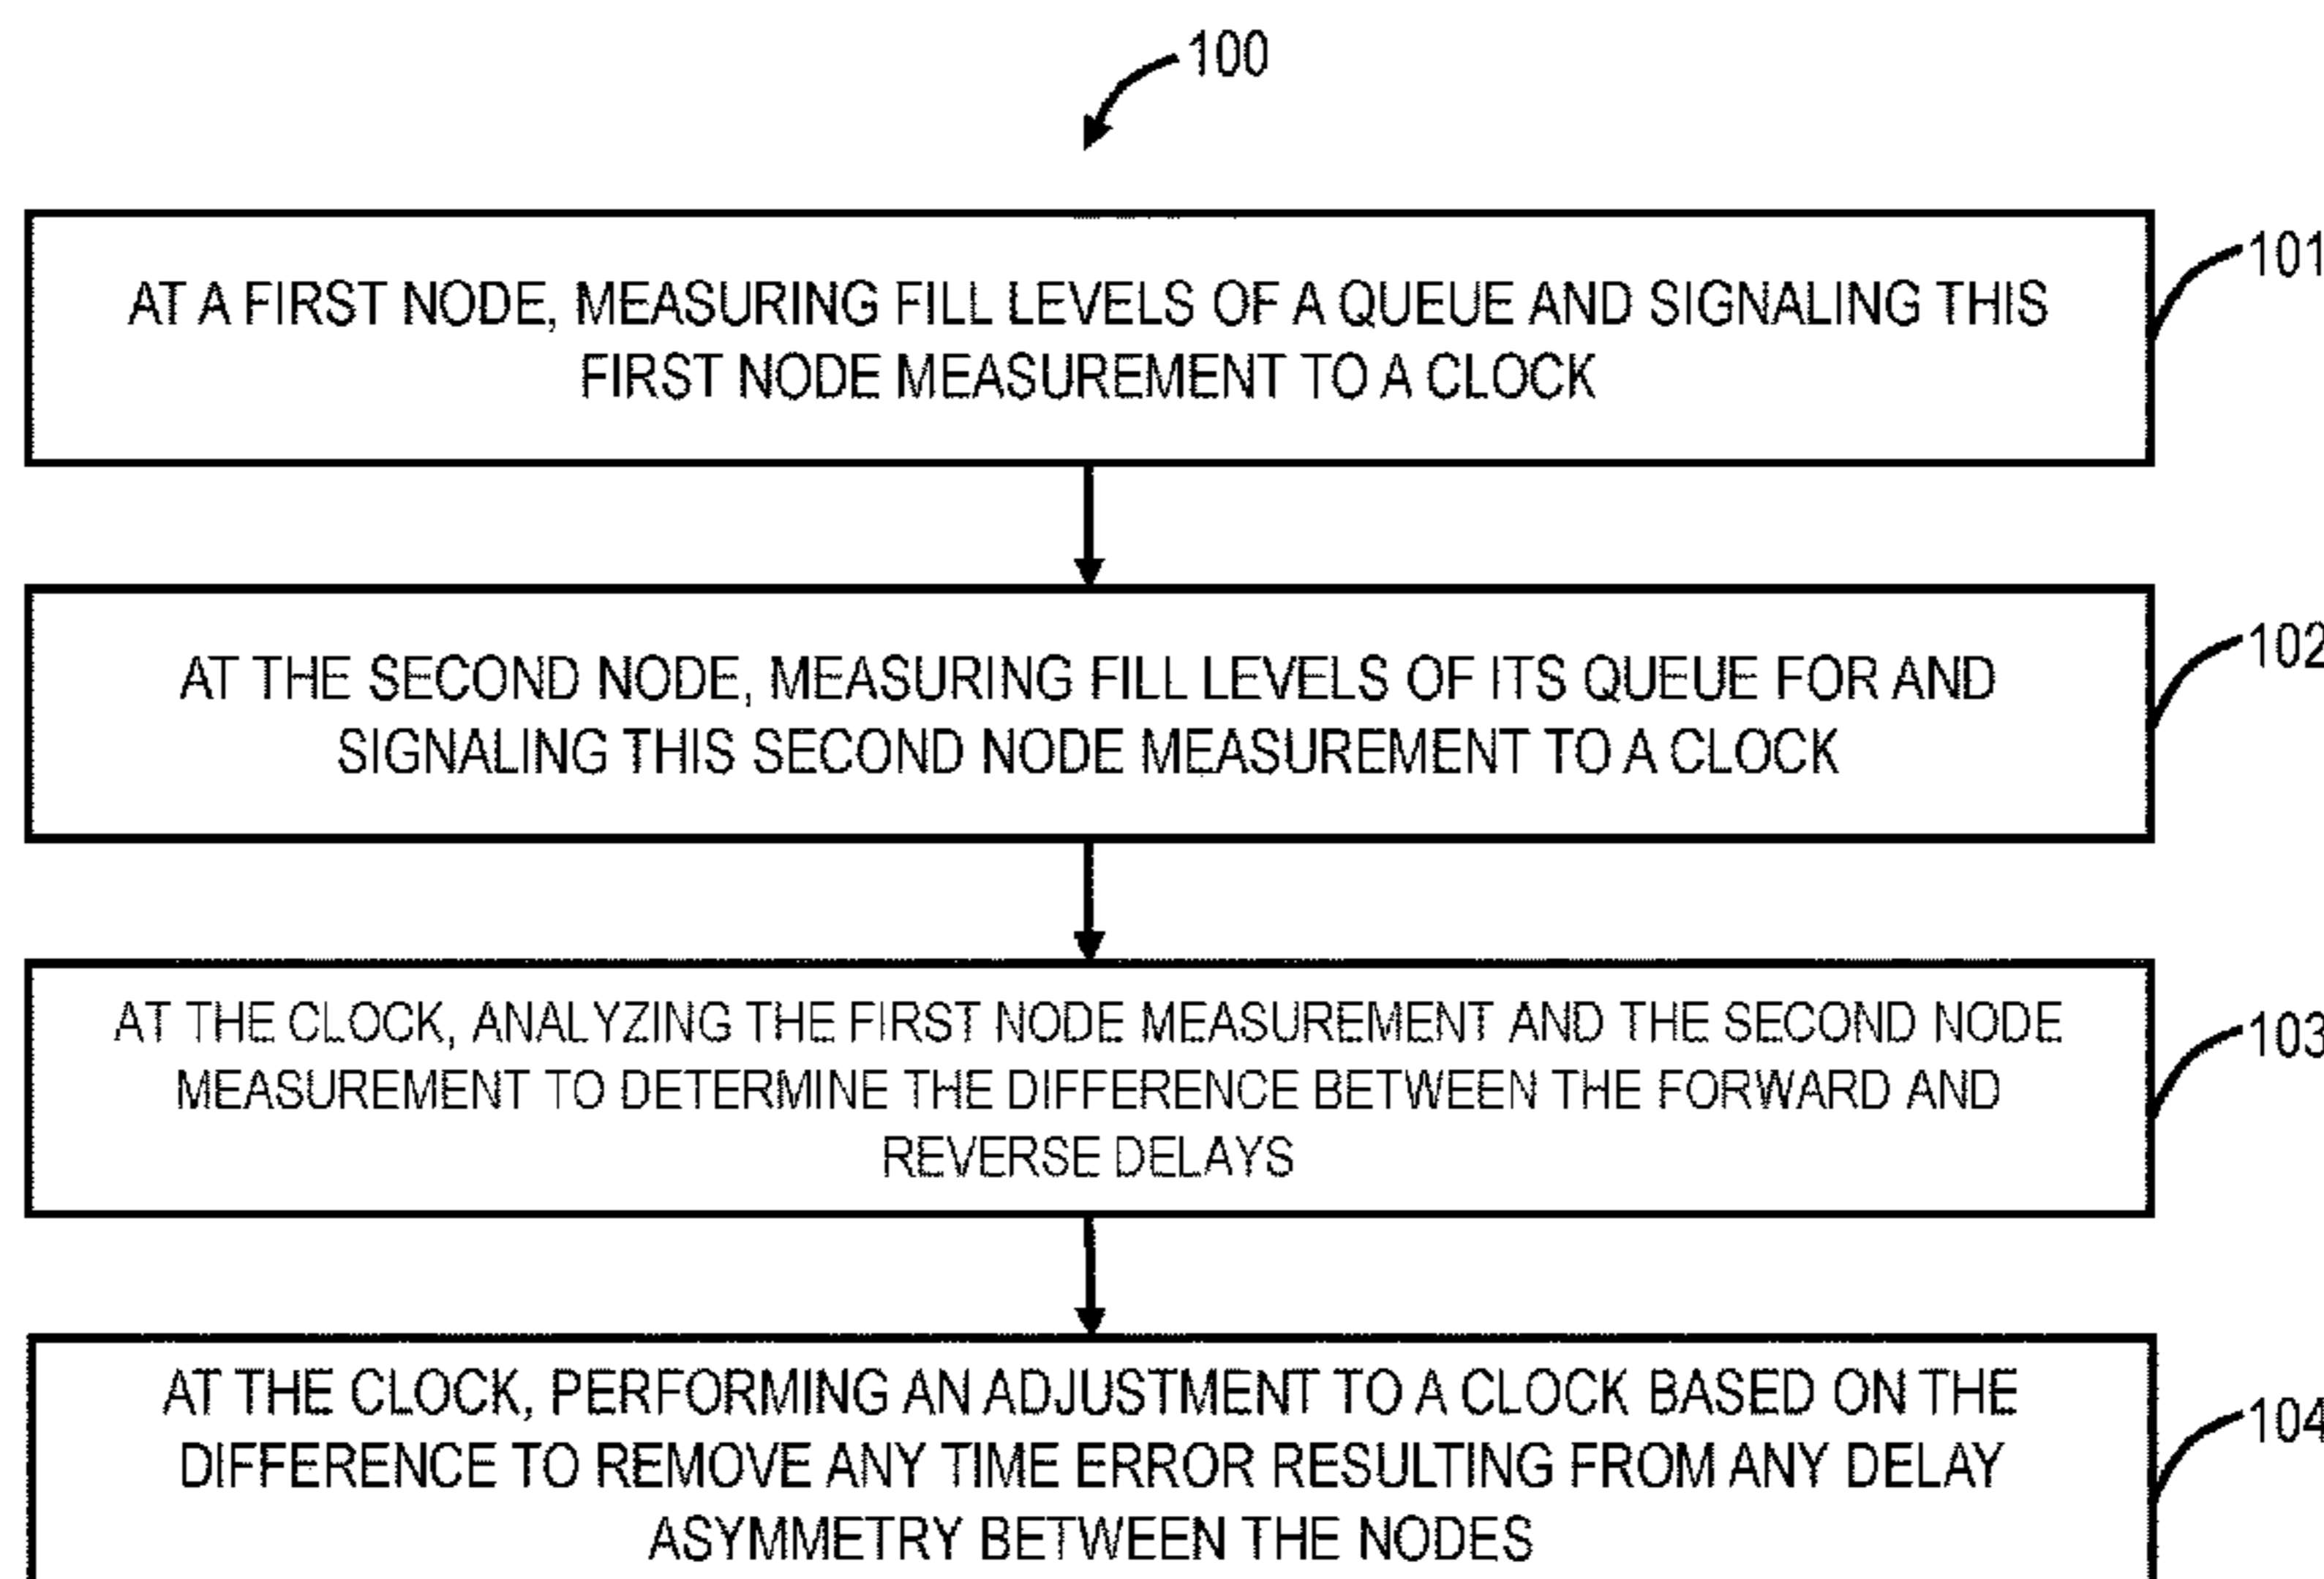 100
AT A FIRST NODE, MEASURING FILL LEVELS OF A QUEUE AND SIGNALING THIS
FIRST NODE MEASUREMENT TO A CLOCK
101
AT THE SECOND NODE, MEASURING FILL LEVELS OF ITS QUEUE FOR AND
SIGNALING THIS SECOND NODE MEASUREMENT TO A CLOCK
102
AT THE CLOCK, ANALYZING THE FIRST NODE MEASUREMENT AND THE SECOND NODE
MEASUREMENT TO DETERMINE THE DIFFERENCE BETWEEN THE FORWARD AND
REVERSE DELAYS
103
AT THE CLOCK, PERFORMING AN ADJUSTMENT TO A CLOCK BASED ON THE
DIFFERENCE TO REMOVE ANY TIME ERROR RESULTING FROM ANY DELAY
ASYMMETRY BETWEEN THE NODES
104